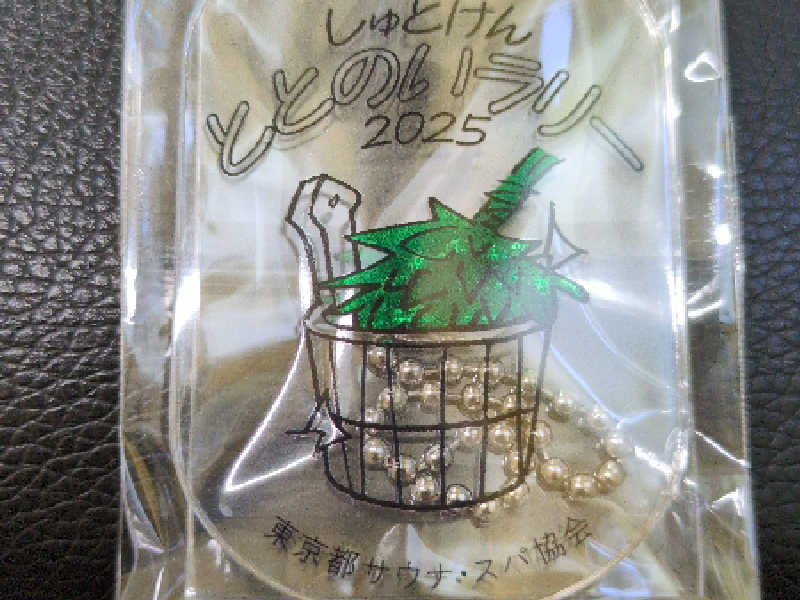 しゅとけん
ととのいラリー
2025
東京都サウナ・スパ協会